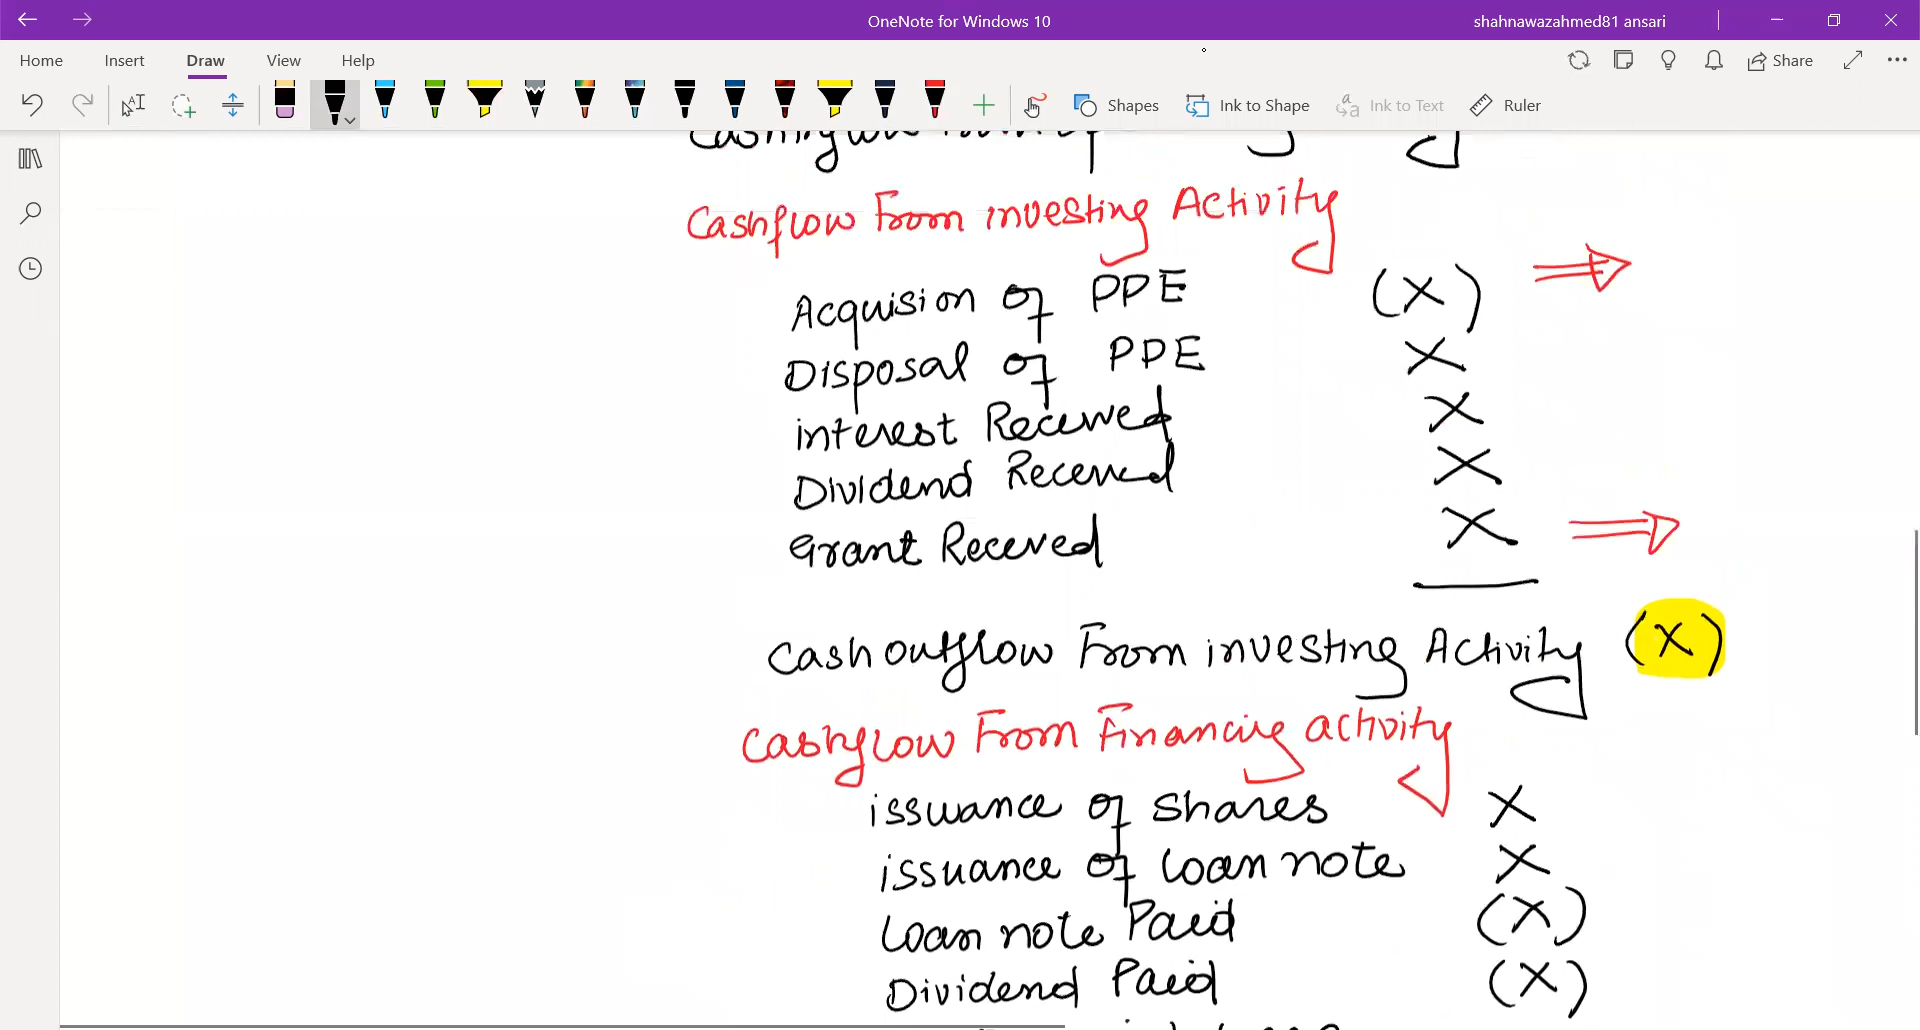 OneNote for Windows 10
shahnawazahmed81 ansari
Home Insert Draw View Help
Share
Shapes Ink to Shape Ink to Text Ruler
Cashflow From investing Activity
Acquision of PPE (X)
Disposal of PPE X
interest Received X
Dividend Received X
Grant Receved X
Cash outflow From investing Activity (X)
Cashflow From Financing activity
issuance of Shares X
issuance of Loan note X
Loan note Paid (X)
Dividend Paid (X)